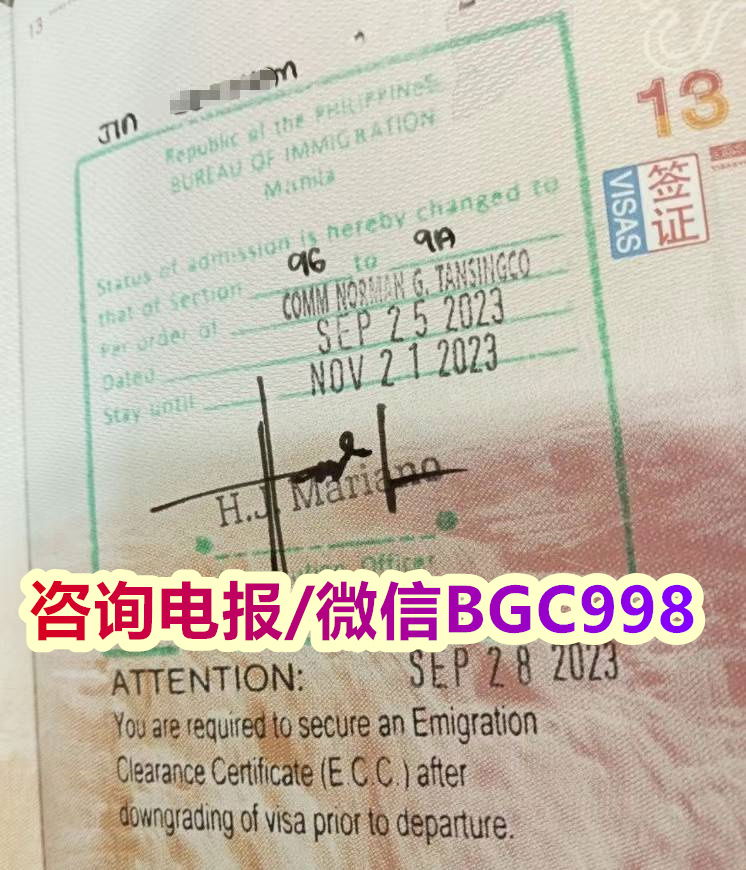 13
JIN
Republic of the PHILIPPINES
BUREAU OF IMMIGRATION
Manila
13
VISAS
签证
Status of admission is hereby changed to
that of Section 9G to 9A
Per order of COMM NORMAN G. TANSINGCO
Dated SEP 25 2023
Stay until NOV 21 2023
H.J. Mariano
Officer
咨询电报/微信BGC998
SEP 28 2023
ATTENTION:
You are required to secure an Emigration
Clearance Certificate (E.C.C.) after
downgrading of visa prior to departure.